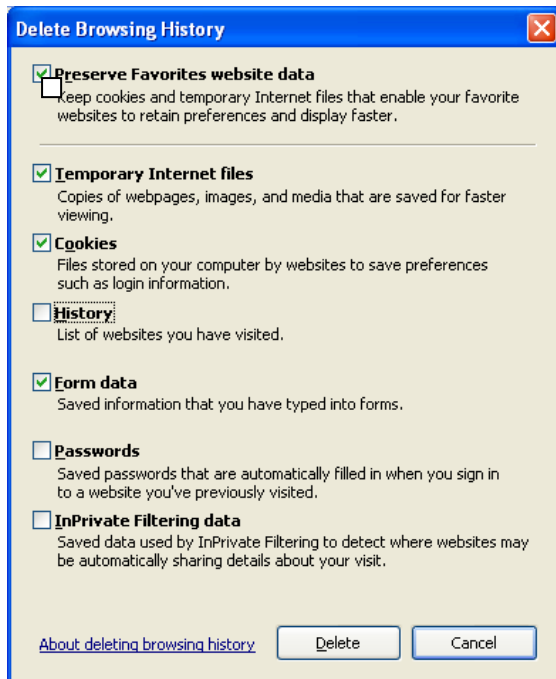 Delete Browsing History
Preserve Favorites website data
Keep cookies and temporary Internet files that enable your favorite
websites to retain preferences and display faster.
Temporary Internet files
Copies of webpages, images, and media that are saved for faster
viewing.
Cookies
Files stored on your computer by websites to save preferences
such as login information.
History
List of websites you have visited.
Form data
Saved information that you have typed into forms.
Passwords
Saved passwords that are automatically filled in when you sign in
to a website you've previously visited.
InPrivate Filtering data
Saved data used by InPrivate Filtering to detect where websites may
be automatically sharing details about your visit.
About deleting browsing history Delete Cancel